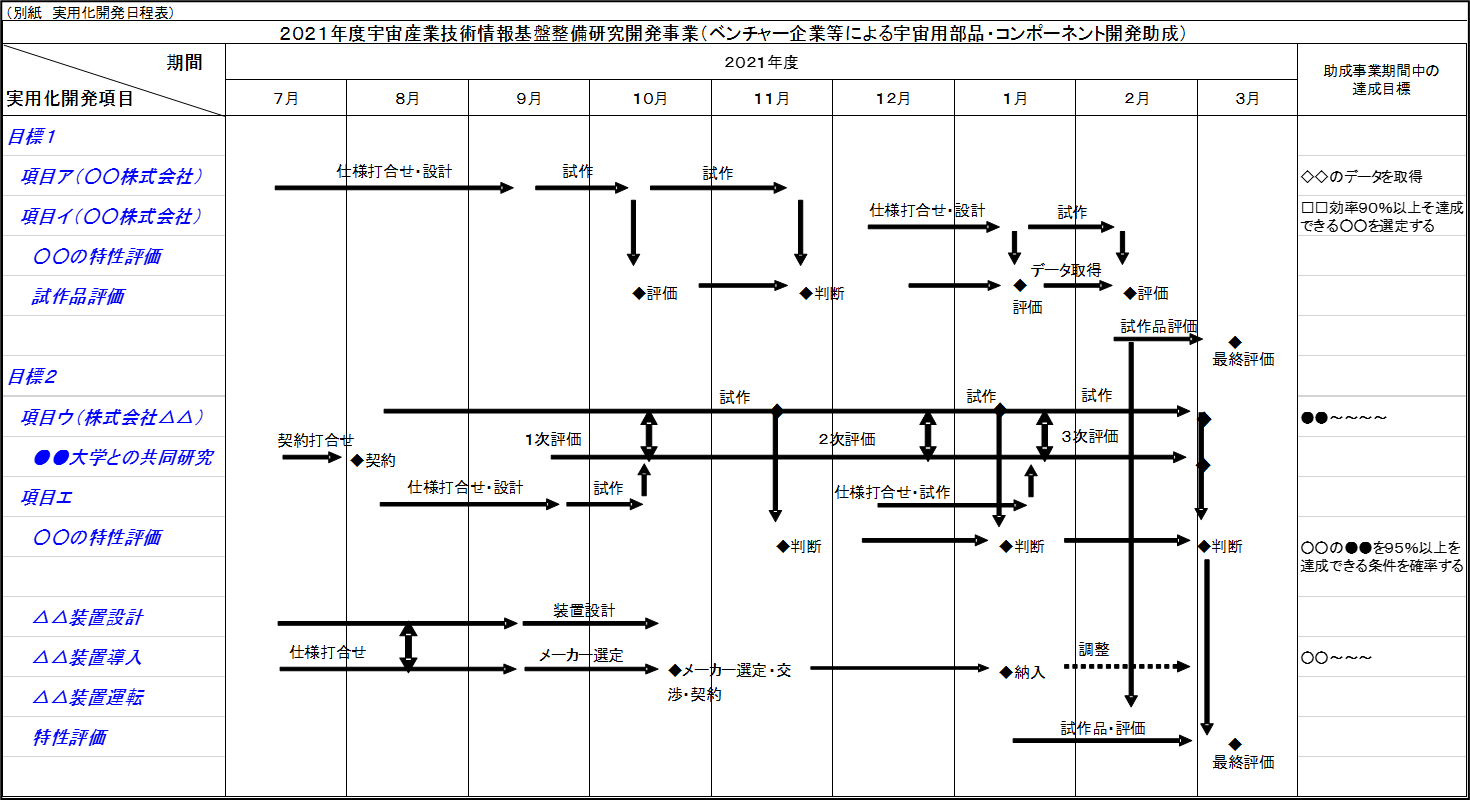 （別紙　実用化開発日程表）
２０２１年度宇宙産業技術情報基盤整備研究開発事業（ベンチャー企業等による宇宙用部品・コンポーネント開発助成）
期間
実用化開発項目
２０２１年度
助成事業期間中の
達成目標
７月
８月
９月
１０月
１１月
１２月
１月
２月
３月
目標１
項目ア（〇〇株式会社）
仕様打合せ・設計
試作
試作
◇◇のデータを取得
項目イ（〇〇株式会社）
仕様打合せ・設計
試作
□□効率90％以上そ達成
できる〇〇を選定する
〇〇の特性評価
データ取得
試作品評価
◆評価
◆判断
◆
評価
◆評価
試作品評価
◆
最終評価
目標２
項目ウ（株式会社△△）
試作
試作
試作
●●～～～～
●●大学との共同研究
契約打合せ
◆契約
１次評価
２次評価
３次評価
項目エ
仕様打合せ・設計
試作
仕様打合せ・試作
〇〇の特性評価
◆判断
◆判断
◆判断
〇〇の●●を95％以上を
達成できる条件を確率する
△△装置設計
装置設計
△△装置導入
仕様打合せ
メーカー選定
◆メーカー選定・交
渉・契約
◆納入
調整
〇〇～～～
△△装置運転
特性評価
試作品・評価
◆
最終評価